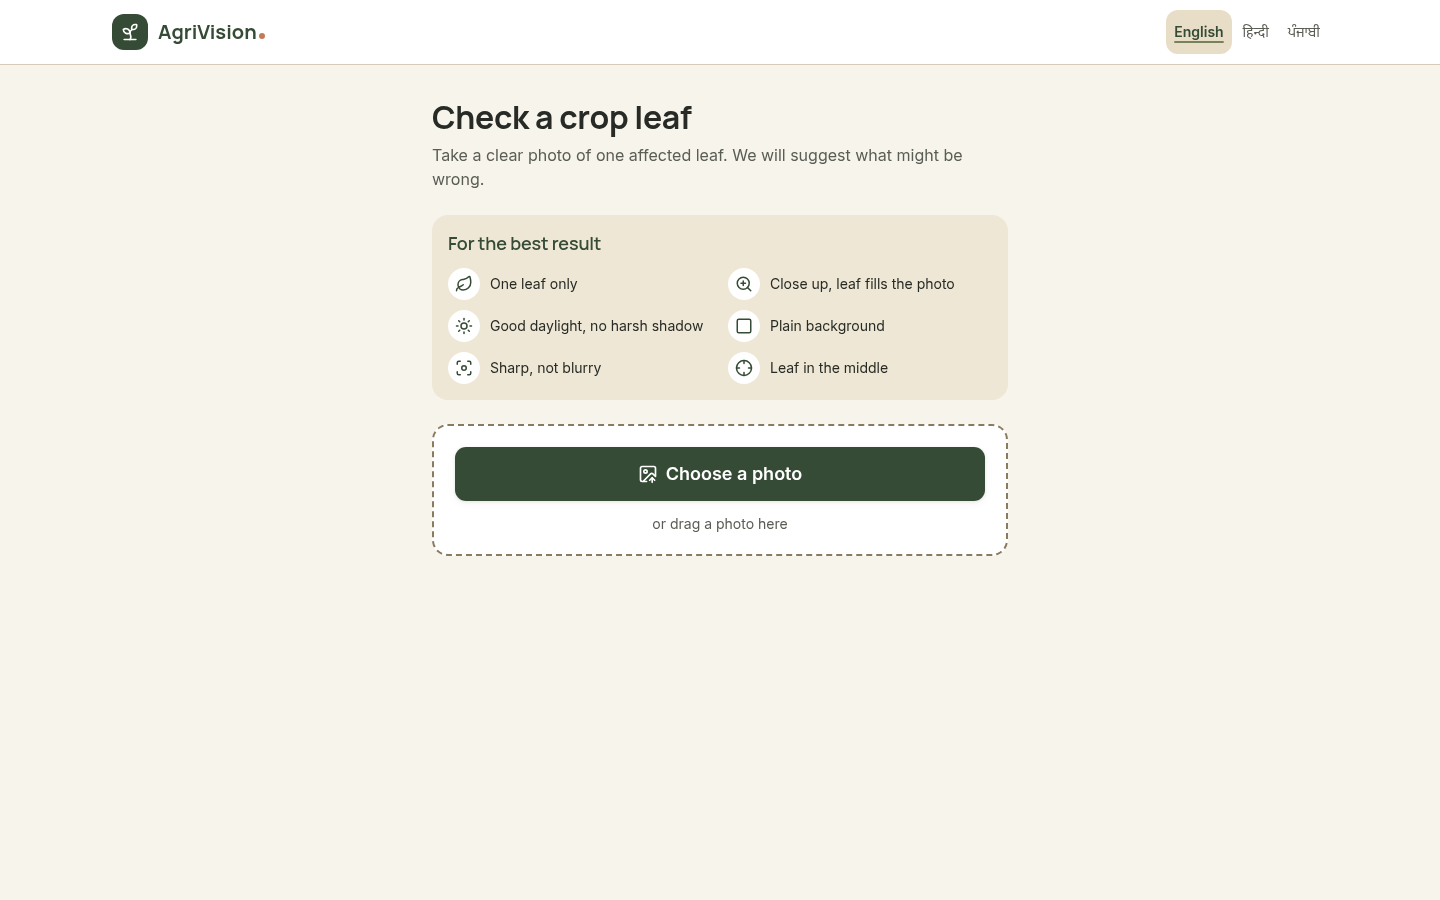 AgriVision
English हिन्दी ਪੰਜਾਬੀ
Check a crop leaf
Take a clear photo of one affected leaf. We will suggest what might be
wrong.
For the best result
One leaf only
Close up, leaf fills the photo
Good daylight, no harsh shadow
Plain background
Sharp, not blurry
Leaf in the middle
Choose a photo
or drag a photo here